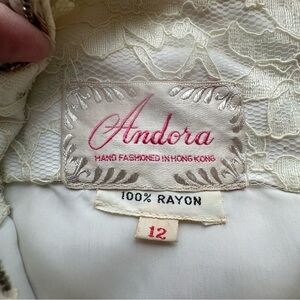 Andora
HAND FASHIONED IN HONG KONG
100% RAYON
12